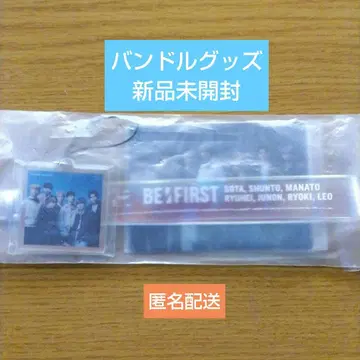 バンドルグッズ
新品未開封
BE:FIRST
SOTA, SHUNTO, MANATO
RYUHEI, JUNON, RYOKI, LEO
匿名配送